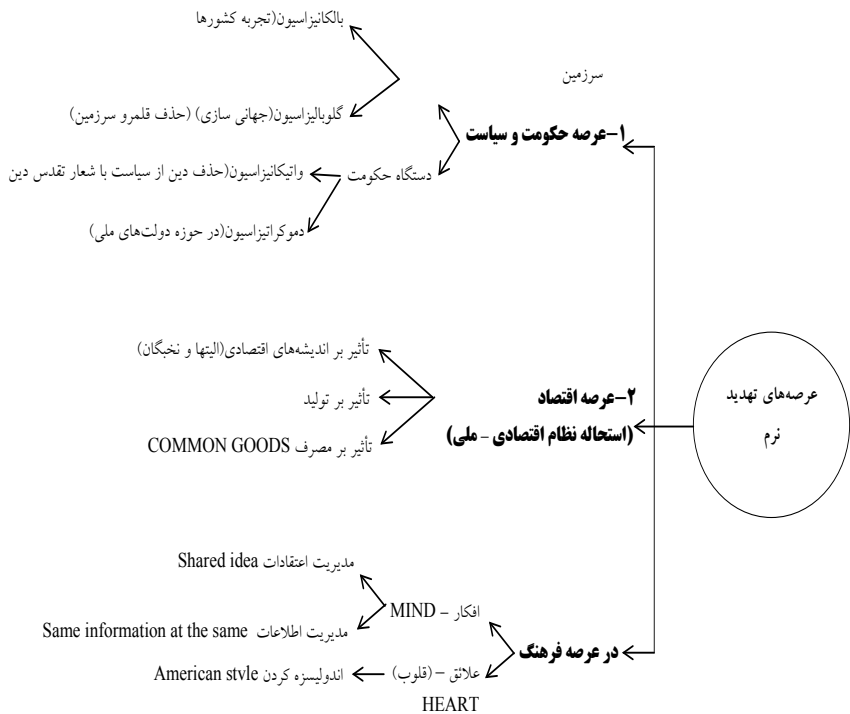 عرصه‌های تهدید
نرم
۱-عرصه حکومت و سیاست
سرزمین
بالکانیزاسیون(تجربه کشورها
گلوبالیزاسیون(جهانی سازی) (حذف قلمرو سرزمین)
دستگاه حکومت
واتیکانیزاسیون(حذف دین از سیاست با شعار تقدس دین
دموکراتیزاسیون(در حوزه دولت‌های ملی)
۲-عرصه اقتصاد
(استحاله نظام اقتصادی - ملی)
تأثیر بر اندیشه‌های اقتصادی(الیتها و نخبگان)
تأثیر بر تولید
تأثیر بر مصرف COMMON GOODS
در عرصه فرهنگ
افکار – MIND
مدیریت اعتقادات Shared idea
مدیریت اطلاعات Same information at the same
علائق – (قلوب)
HEART
اندولیسزه کردن American stvle